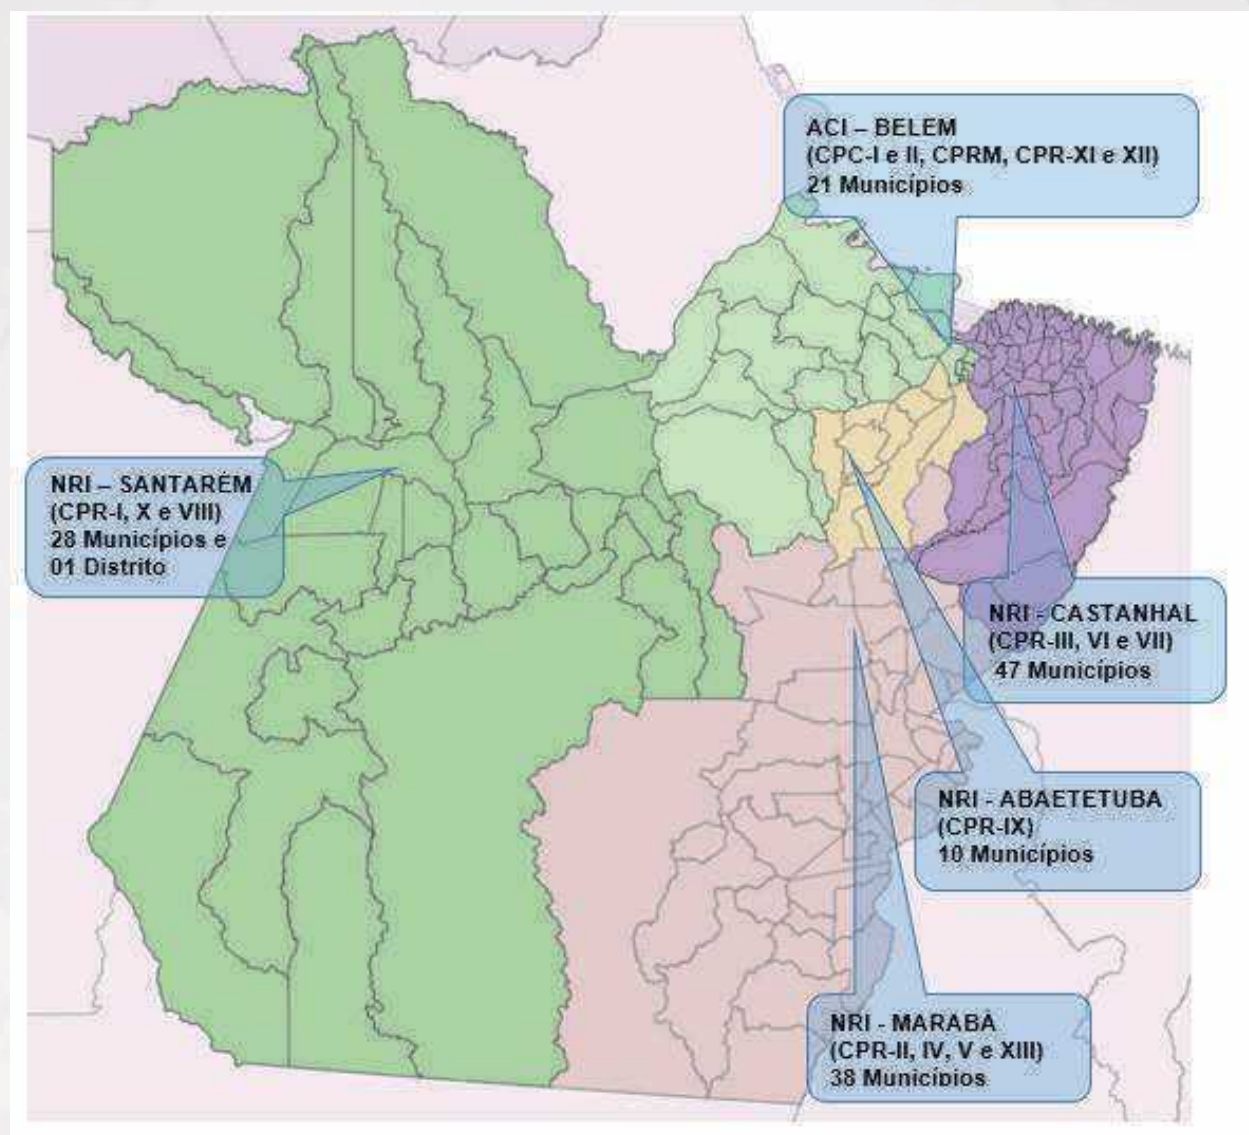 ACI – BELEM
(CPC-I e II, CPRM, CPR-XI e XII)
21 Municípios
NRI – SANTARÉM
(CPR-I, X e VIII)
28 Municípios e
01 Distrito
NRI - CASTANHAL
(CPR-III, VI e VII)
47 Municípios
NRI - ABAETETUBA
(CPR-IX)
10 Municípios
NRI - MARABÁ
(CPR-II, IV, V e XIII)
38 Municípios